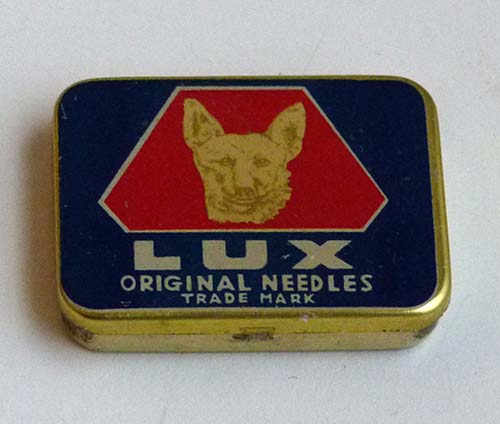 LUX
ORIGINAL NEEDLES
TRADE MARK